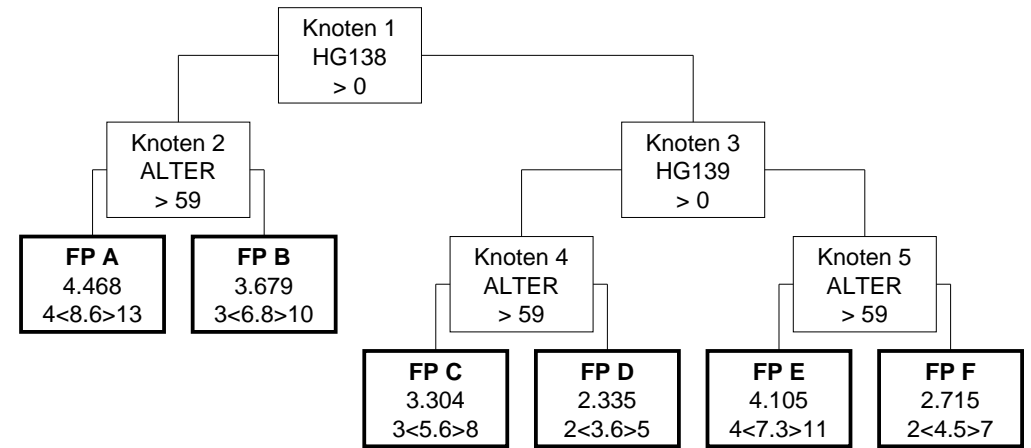 Knoten 1
HG138
> 0
Knoten 2
ALTER
> 59
Knoten 3
HG139
> 0
FP A
4.468
4<8.6>13
FP B
3.679
3<6.8>10
Knoten 4
ALTER
> 59
Knoten 5
ALTER
> 59
FP C
3.304
3<5.6>8
FP D
2.335
2<3.6>5
FP E
4.105
4<7.3>11
FP F
2.715
2<4.5>7